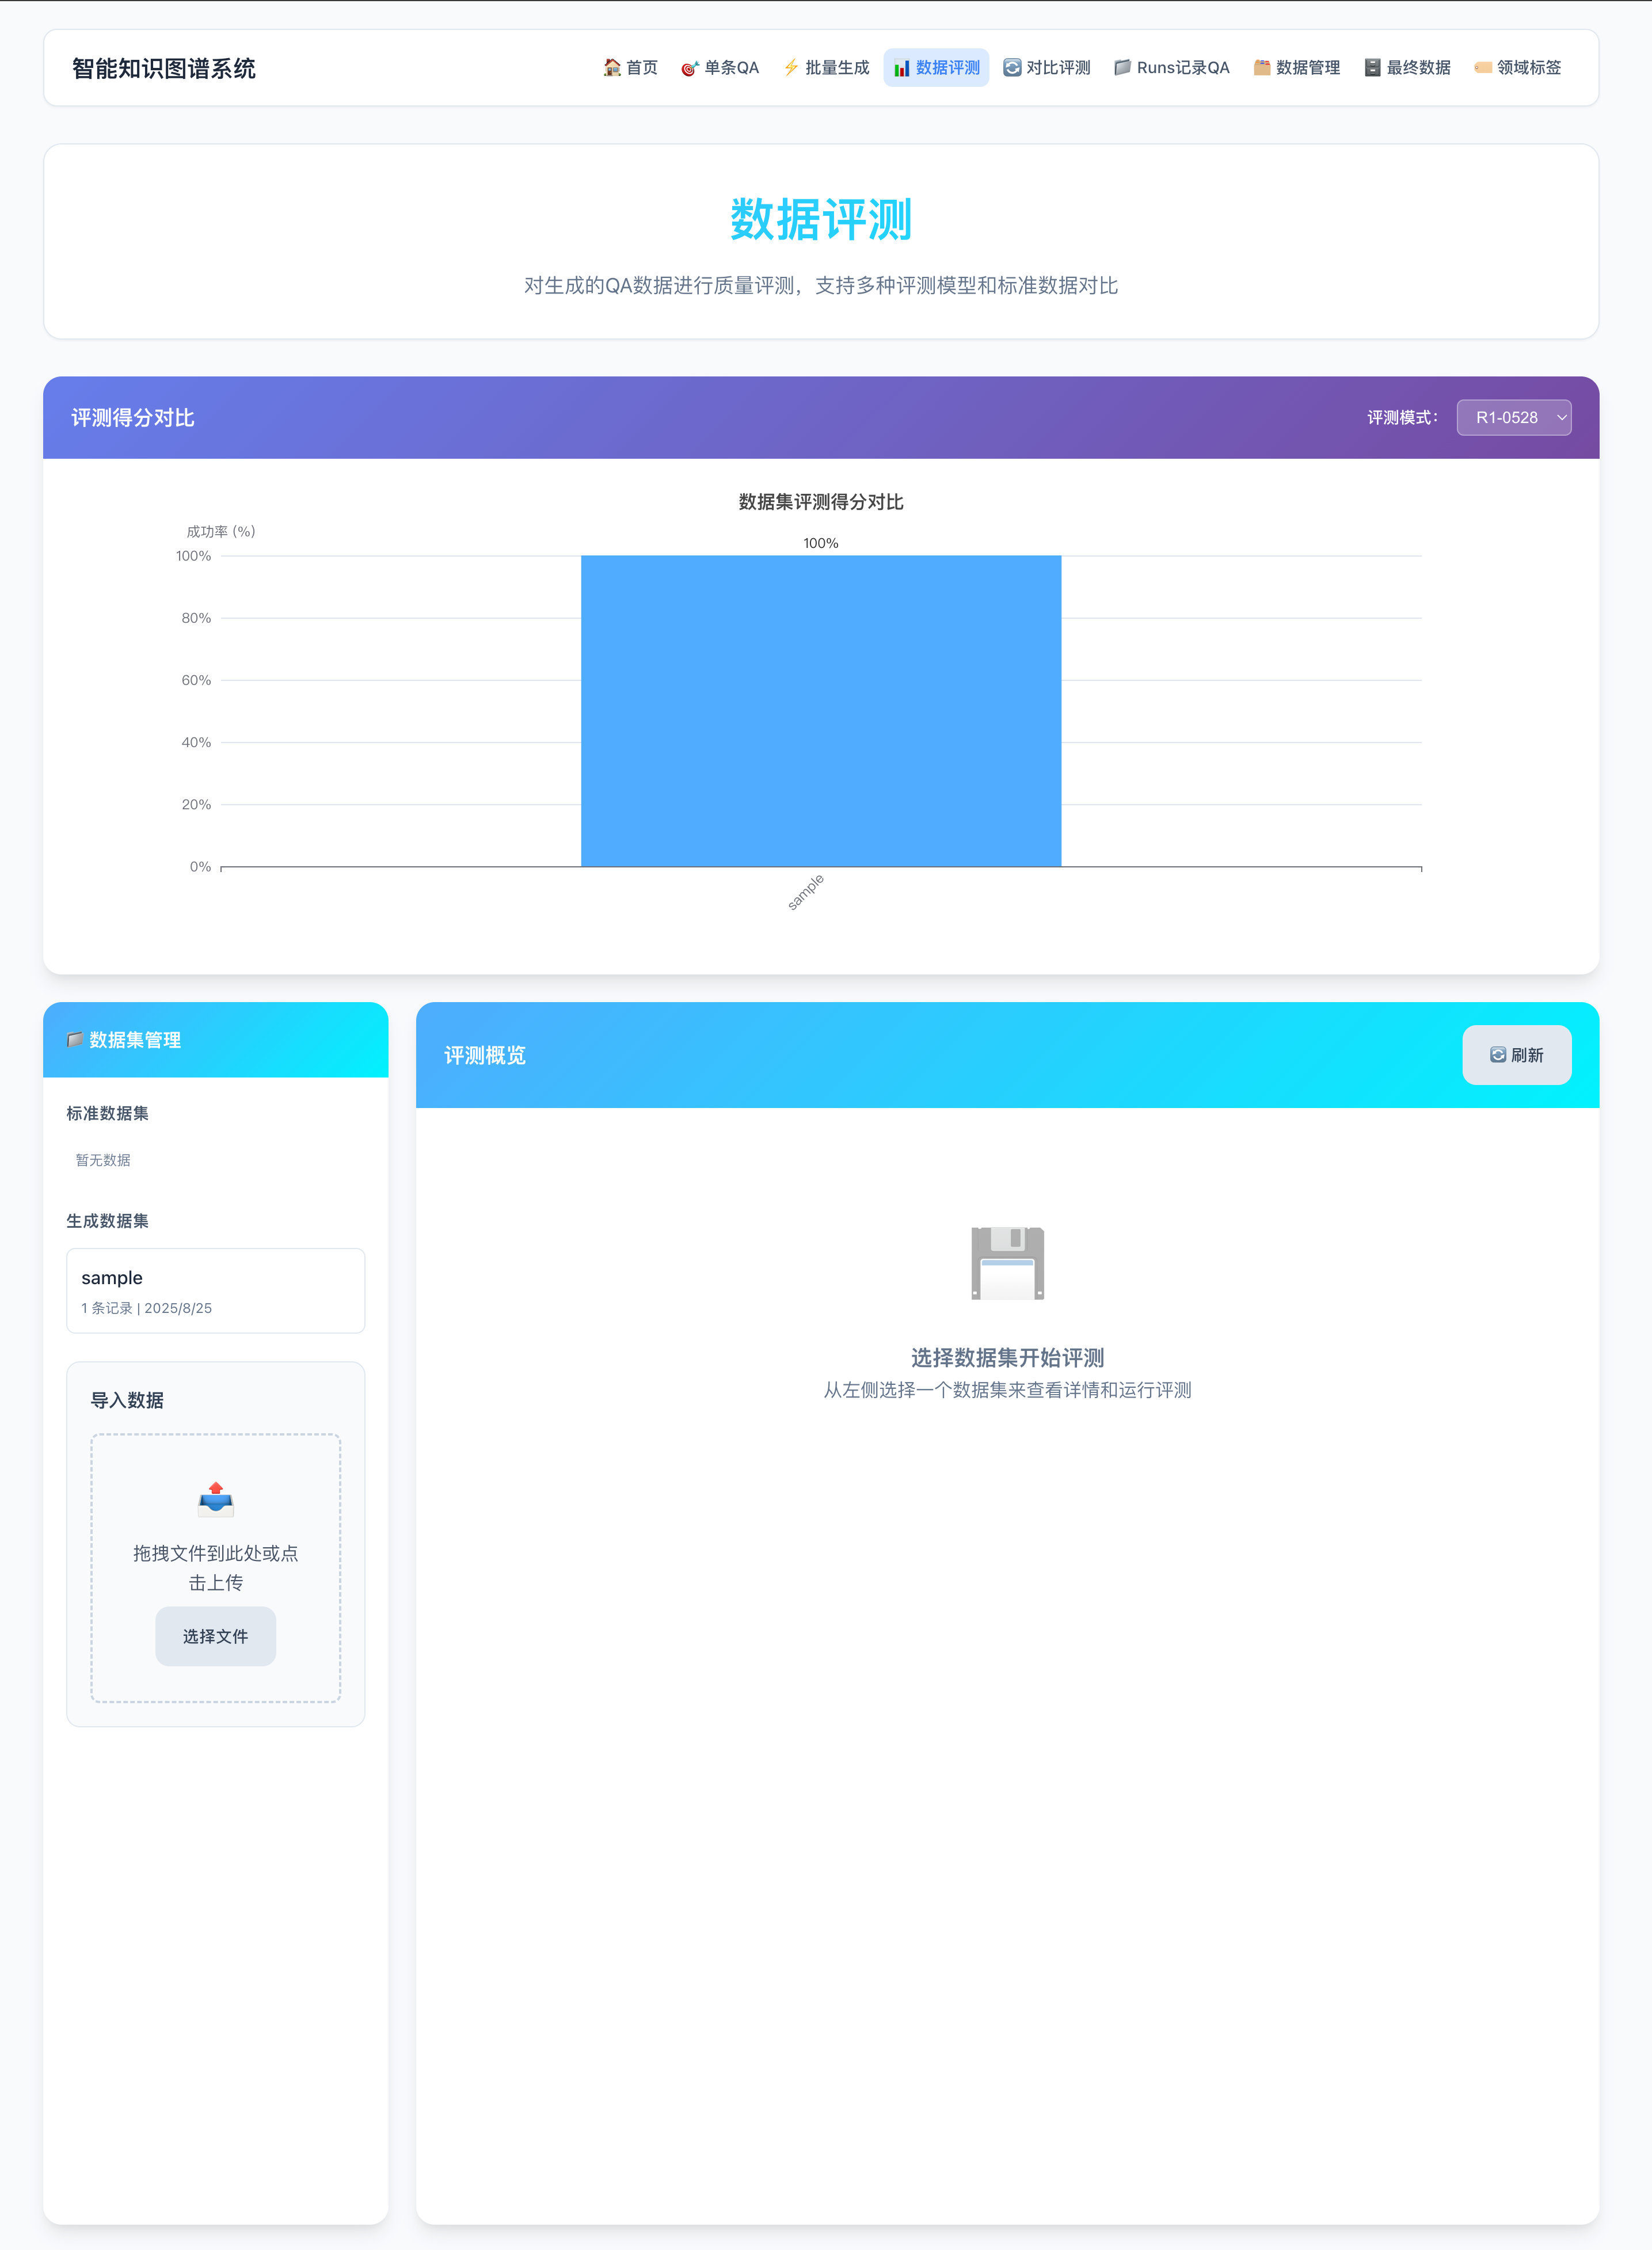 智能知识图谱系统
首页 单条QA 批量生成 数据评测 对比评测 Runs记录QA 数据管理 最终数据 领域标签
数据评测
对生成的QA数据进行质量评测，支持多种评测模型和标准数据对比
评测得分对比
评测模式：
R1-0528
数据集评测得分对比
成功率 (%)
100%
100%
80%
60%
40%
20%
0%
sample
数据集管理
标准数据集
暂无数据
生成数据集
sample
1 条记录 | 2025/8/25
导入数据
拖拽文件到此处或点
击上传
选择文件
评测概览
刷新
选择数据集开始评测
从左侧选择一个数据集来查看详情和运行评测